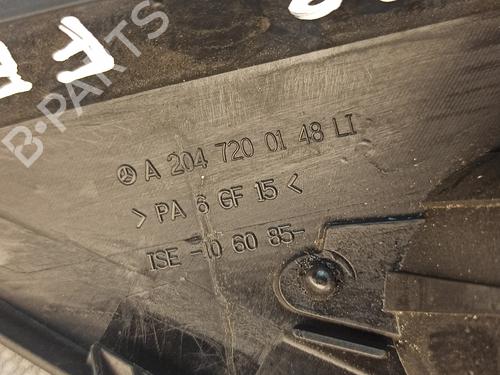 B-PARTS
A 204 720 01 48 LI
>PA 6 GF 15<
ISE -10 60 85-